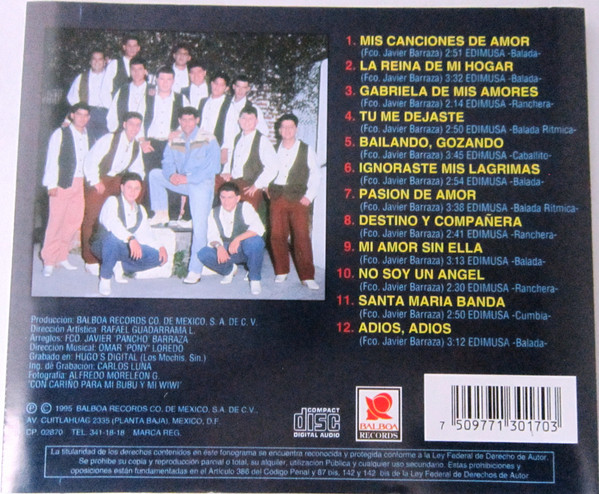 1. MIS CANCIONES DE AMOR
(Fco. Javier Barraza) 2:51 EDIMUSA -Balada-
2. LA REINA DE MI HOGAR
(Fco. Javier Barraza) 3:32 EDIMUSA -Balada-
3. GABRIELA DE MIS AMORES
(Fco. Javier Barraza) 2:14 EDIMUSA -Ranchera-
4. TU ME DEJASTE
(Fco. Javier Barraza) 2:50 EDIMUSA -Balada Ritmica-
5. BAILANDO, GOZANDO
(Fco. Javier Barraza) 3:45 EDIMUSA -Caballito-
6. IGNORASTE MIS LAGRIMAS
(Fco. Javier Barraza) 2:54 EDIMUSA -Balada-
7. PASION DE AMOR
(Fco. Javier Barraza) 3:38 EDIMUSA -Balada Ritmica-
8. DESTINO Y COMPAÑERA
(Fco. Javier Barraza) 2:41 EDIMUSA -Ranchera-
9. MI AMOR SIN ELLA
(Fco. Javier Barraza) 3:13 EDIMUSA -Balada-
10. NO SOY UN ANGEL
(Fco. Javier Barraza) 2:30 EDIMUSA -Ranchera-
11. SANTA MARIA BANDA
(Fco. Javier Barraza) 2:50 EDIMUSA -Cumbia-
12. ADIOS, ADIOS
(Fco. Javier Barraza) 3:12 EDIMUSA -Balada-
Producción: BALBOA RECORDS CO. DE MEXICO, S. A. DE C. V.
Dirección Artística: RAFAEL GUADARRAMA L.
Arreglos: FCO. JAVIER 'PANCHO' BARRAZA
Dirección Musical: OMAR "PONY" LOREDO
Grabado en: HUGO'S DIGITAL (Los Mochis, Sin.)
Ing. de Grabación: CARLOS LUNA
Fotografía: ALFREDO MORELEON G.
"CON CARIÑO PARA MI BUBU Y MI WIWI"
℗ © 1995 BALBOA RECORDS CO. DE MEXICO, S.A. DE C.V.
AV. CUITLAHUAC 2335 (PLANTA BAJA), MEXICO, D.F.
CP. 02870 TEL. 341-18-18 MARCA REG.
COMPACT
disc
DIGITAL AUDIO
BALBOA
RECORDS
7 509771 301703
La titularidad de los derechos contenidos en este fonograma se encuentra reconocida y protegida conforme a la Ley Federal de Derecho de Autor.
Se prohibe su copia y reproducción parcial o total, su alquiler, utilización Pública y cualquier uso secundario. Estas prohibiciones y
oposiciones están fundamentadas en el Artículo 386 del Codigo Penal y 87 bis, 142 y 142 bis de la Ley Federal de Derechos de Autor